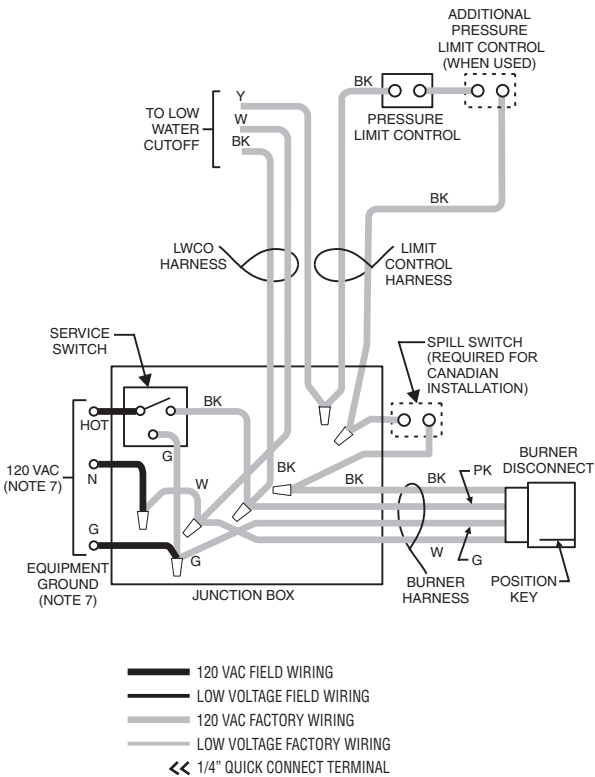 ADDITIONAL
PRESSURE
LIMIT CONTROL
(WHEN USED)
BK
PRESSURE
LIMIT CONTROL
Y
W
BK
TO LOW
WATER
CUTOFF
BK
LWCO
HARNESS
LIMIT
CONTROL
HARNESS
SERVICE
SWITCH
SPILL SWITCH
(REQUIRED FOR
CANADIAN
INSTALLATION)
BK
HOT
G
BURNER
DISCONNECT
120 VAC
(NOTE 7)
N
W
BK
BK
BK
PK
G
G
W
G
EQUIPMENT
GROUND
(NOTE 7)
JUNCTION BOX
BURNER
HARNESS
POSITION
KEY
120 VAC FIELD WIRING
LOW VOLTAGE FIELD WIRING
120 VAC FACTORY WIRING
LOW VOLTAGE FACTORY WIRING
1/4" QUICK CONNECT TERMINAL